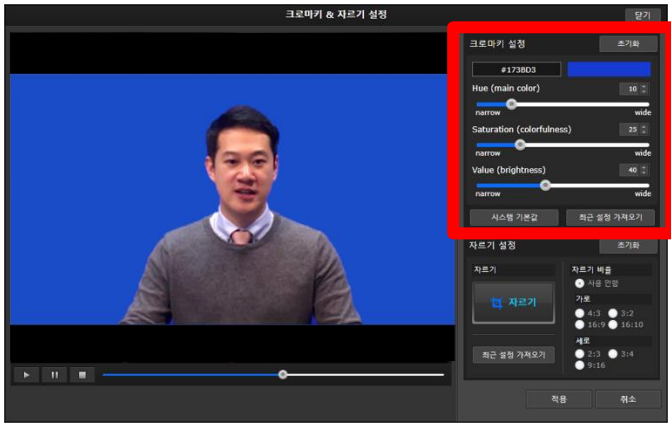 크로마키 & 자르기 설정
닫기
크로마키 설정
초기화
#173BD3
Hue (main color)
10
narrow
wide
Saturation (colorfulness)
25
narrow
wide
Value (brightness)
40
narrow
wide
시스템 기본값
최근 설정 가져오기
자르기 설정
초기화
자르기
자르기
최근 설정 가져오기
자르기 비율
사용 안함
가로
4:3 3:2
16:9 16:10
세로
2:3 3:4
9:16
적용
취소